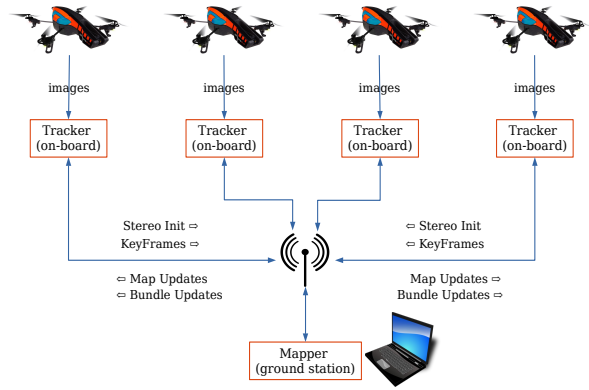 images
images
images
images
Tracker
(on-board)
Tracker
(on-board)
Tracker
(on-board)
Tracker
(on-board)
Stereo Init ⇨
KeyFrames ⇨
⇦ Stereo Init
⇦ KeyFrames
⇦ Map Updates
⇦ Bundle Updates
Map Updates ⇨
Bundle Updates ⇨
Mapper
(ground station)